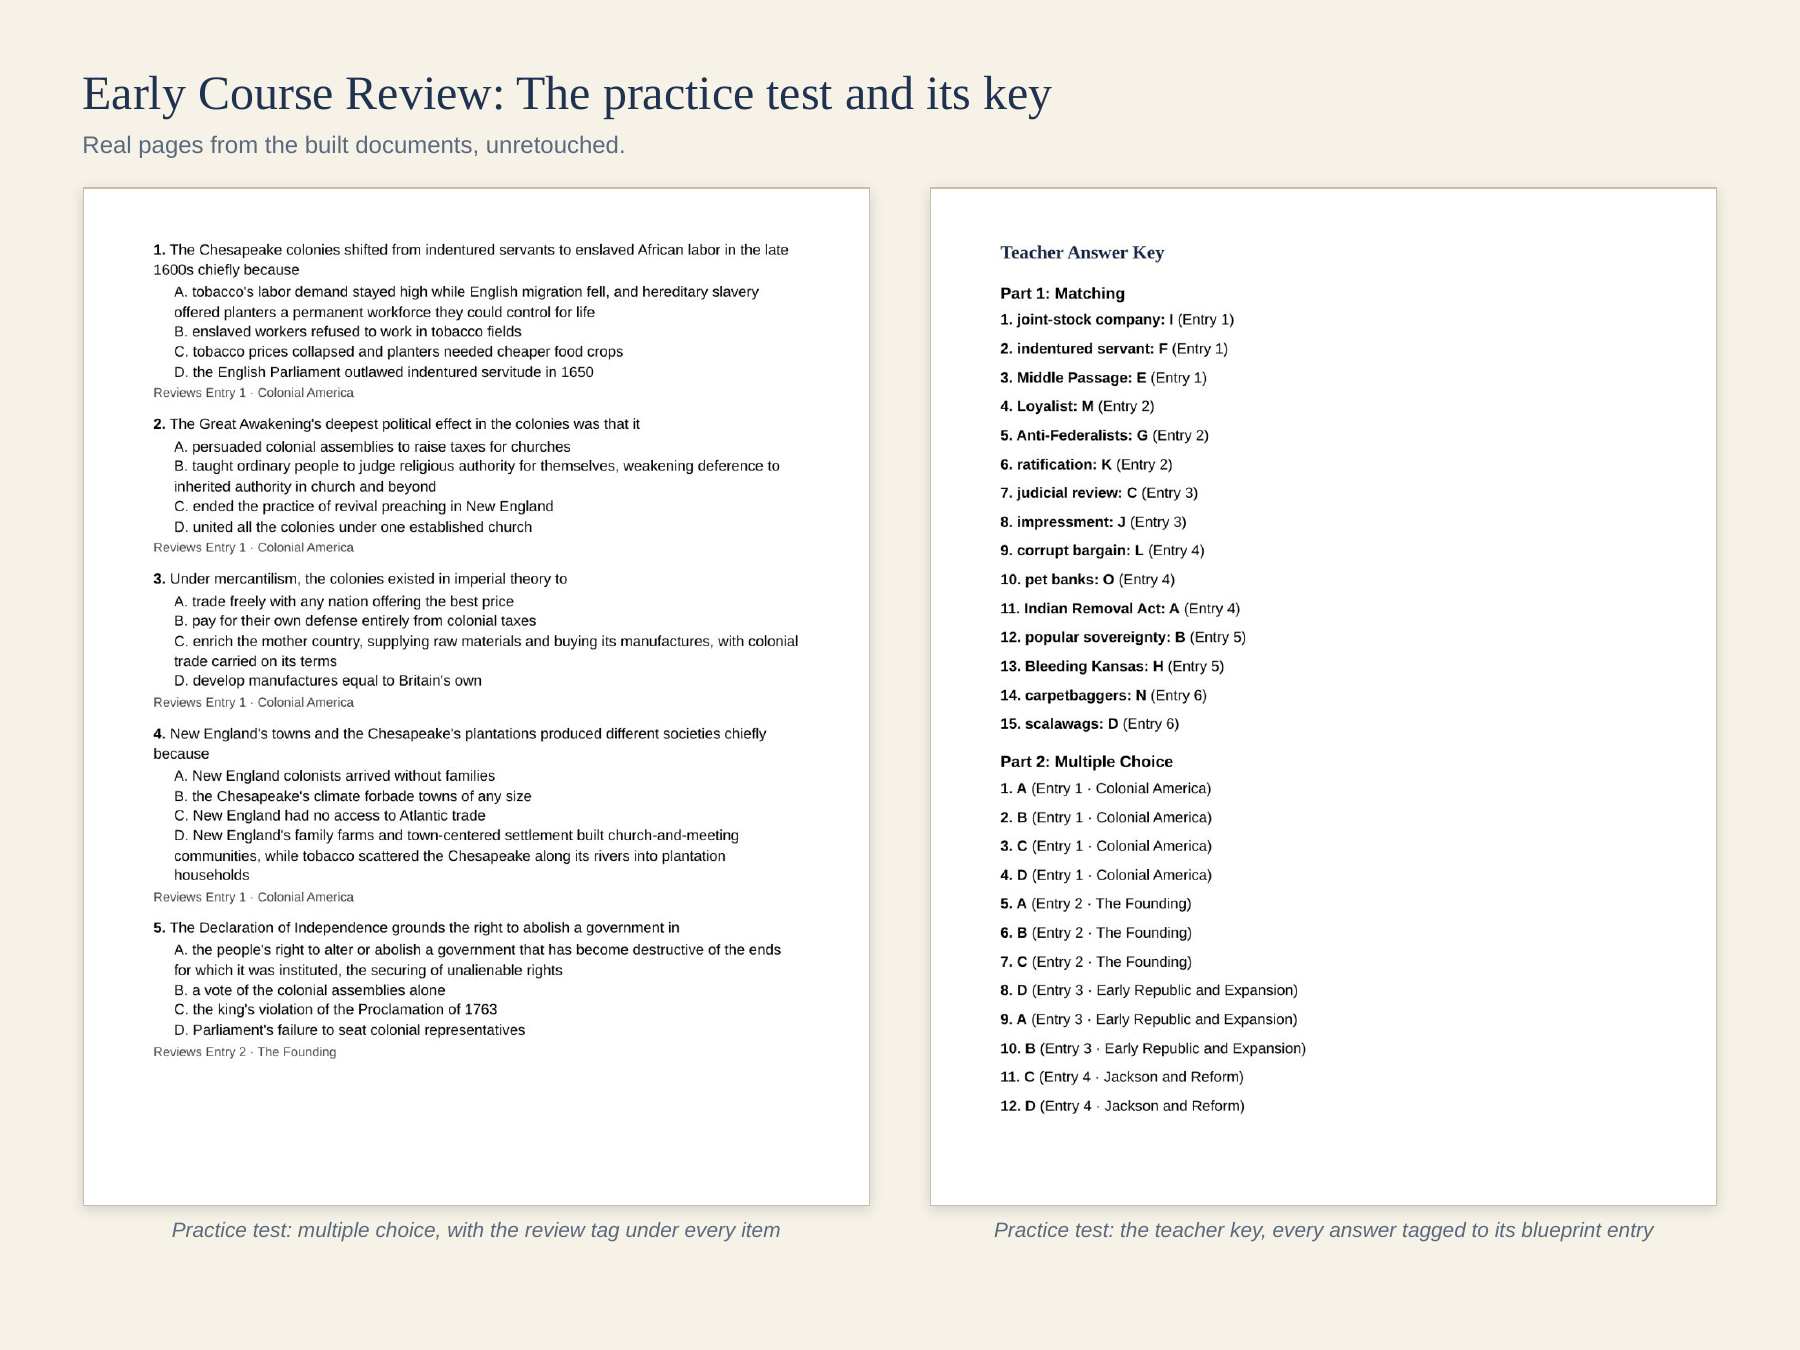 Early Course Review: The practice test and its key
Real pages from the built documents, unretouched.
1. The Chesapeake colonies shifted from indentured servants to enslaved African labor in the late
1600s chiefly because
A. tobacco's labor demand stayed high while English migration fell, and hereditary slavery
offered planters a permanent workforce they could control for life
B. enslaved workers refused to work in tobacco fields
C. tobacco prices collapsed and planters needed cheaper food crops
D. the English Parliament outlawed indentured servitude in 1650
Reviews Entry 1 · Colonial America
2. The Great Awakening's deepest political effect in the colonies was that it
A. persuaded colonial assemblies to raise taxes for churches
B. taught ordinary people to judge religious authority for themselves, weakening deference to
inherited authority in church and beyond
C. ended the practice of revival preaching in New England
D. united all the colonies under one established church
Reviews Entry 1 · Colonial America
3. Under mercantilism, the colonies existed in imperial theory to
A. trade freely with any nation offering the best price
B. pay for their own defense entirely from colonial taxes
C. enrich the mother country, supplying raw materials and buying its manufactures, with colonial
trade carried on its terms
D. develop manufactures equal to Britain's own
Reviews Entry 1 · Colonial America
4. New England's towns and the Chesapeake's plantations produced different societies chiefly
because
A. New England colonists arrived without families
B. the Chesapeake's climate forbade towns of any size
C. New England had no access to Atlantic trade
D. New England's family farms and town-centered settlement built church-and-meeting
communities, while tobacco scattered the Chesapeake along its rivers into plantation
households
Reviews Entry 1 · Colonial America
5. The Declaration of Independence grounds the right to abolish a government in
A. the people's right to alter or abolish a government that has become destructive of the ends
for which it was instituted, the securing of unalienable rights
B. a vote of the colonial assemblies alone
C. the king's violation of the Proclamation of 1763
D. Parliament's failure to seat colonial representatives
Reviews Entry 2 · The Founding
Practice test: multiple choice, with the review tag under every item
Teacher Answer Key
Part 1: Matching
1. joint-stock company: I (Entry 1)
2. indentured servant: F (Entry 1)
3. Middle Passage: E (Entry 1)
4. Loyalist: M (Entry 2)
5. Anti-Federalists: G (Entry 2)
6. ratification: K (Entry 2)
7. judicial review: C (Entry 3)
8. impressment: J (Entry 3)
9. corrupt bargain: L (Entry 4)
10. pet banks: O (Entry 4)
11. Indian Removal Act: A (Entry 4)
12. popular sovereignty: B (Entry 5)
13. Bleeding Kansas: H (Entry 5)
14. carpetbaggers: N (Entry 6)
15. scalawags: D (Entry 6)
Part 2: Multiple Choice
1. A (Entry 1 · Colonial America)
2. B (Entry 1 · Colonial America)
3. C (Entry 1 · Colonial America)
4. D (Entry 1 · Colonial America)
5. A (Entry 2 · The Founding)
6. B (Entry 2 · The Founding)
7. C (Entry 2 · The Founding)
8. D (Entry 3 · Early Republic and Expansion)
9. A (Entry 3 · Early Republic and Expansion)
10. B (Entry 3 · Early Republic and Expansion)
11. C (Entry 4 · Jackson and Reform)
12. D (Entry 4 · Jackson and Reform)
Practice test: the teacher key, every answer tagged to its blueprint entry